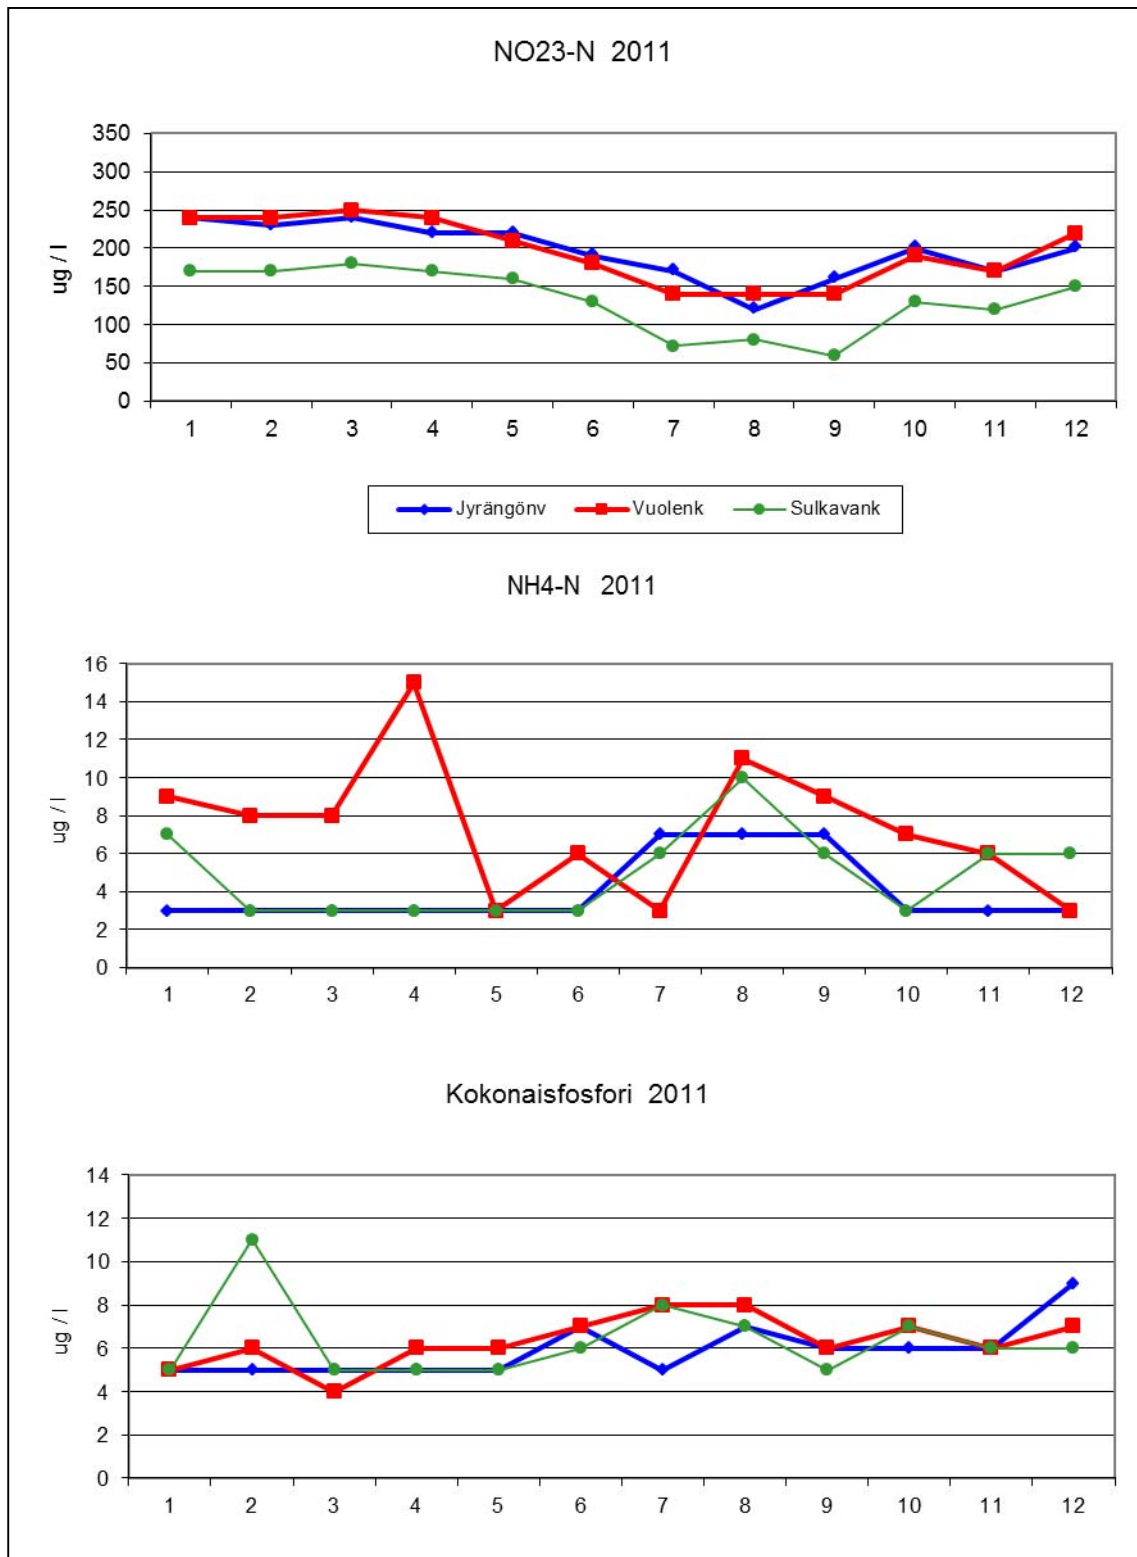 NO23-N 2011
350
300
250
200
150
100
50
0
ug / l
1 2 3 4 5 6 7 8 9 10 11 12
Jyrängönv Vuolenk Sulkavank
NH4-N 2011
16
14
12
10
8
6
4
2
0
ug / l
1 2 3 4 5 6 7 8 9 10 11 12
Kokonaisfosfori 2011
14
12
10
8
6
4
2
0
ug / l
1 2 3 4 5 6 7 8 9 10 11 12